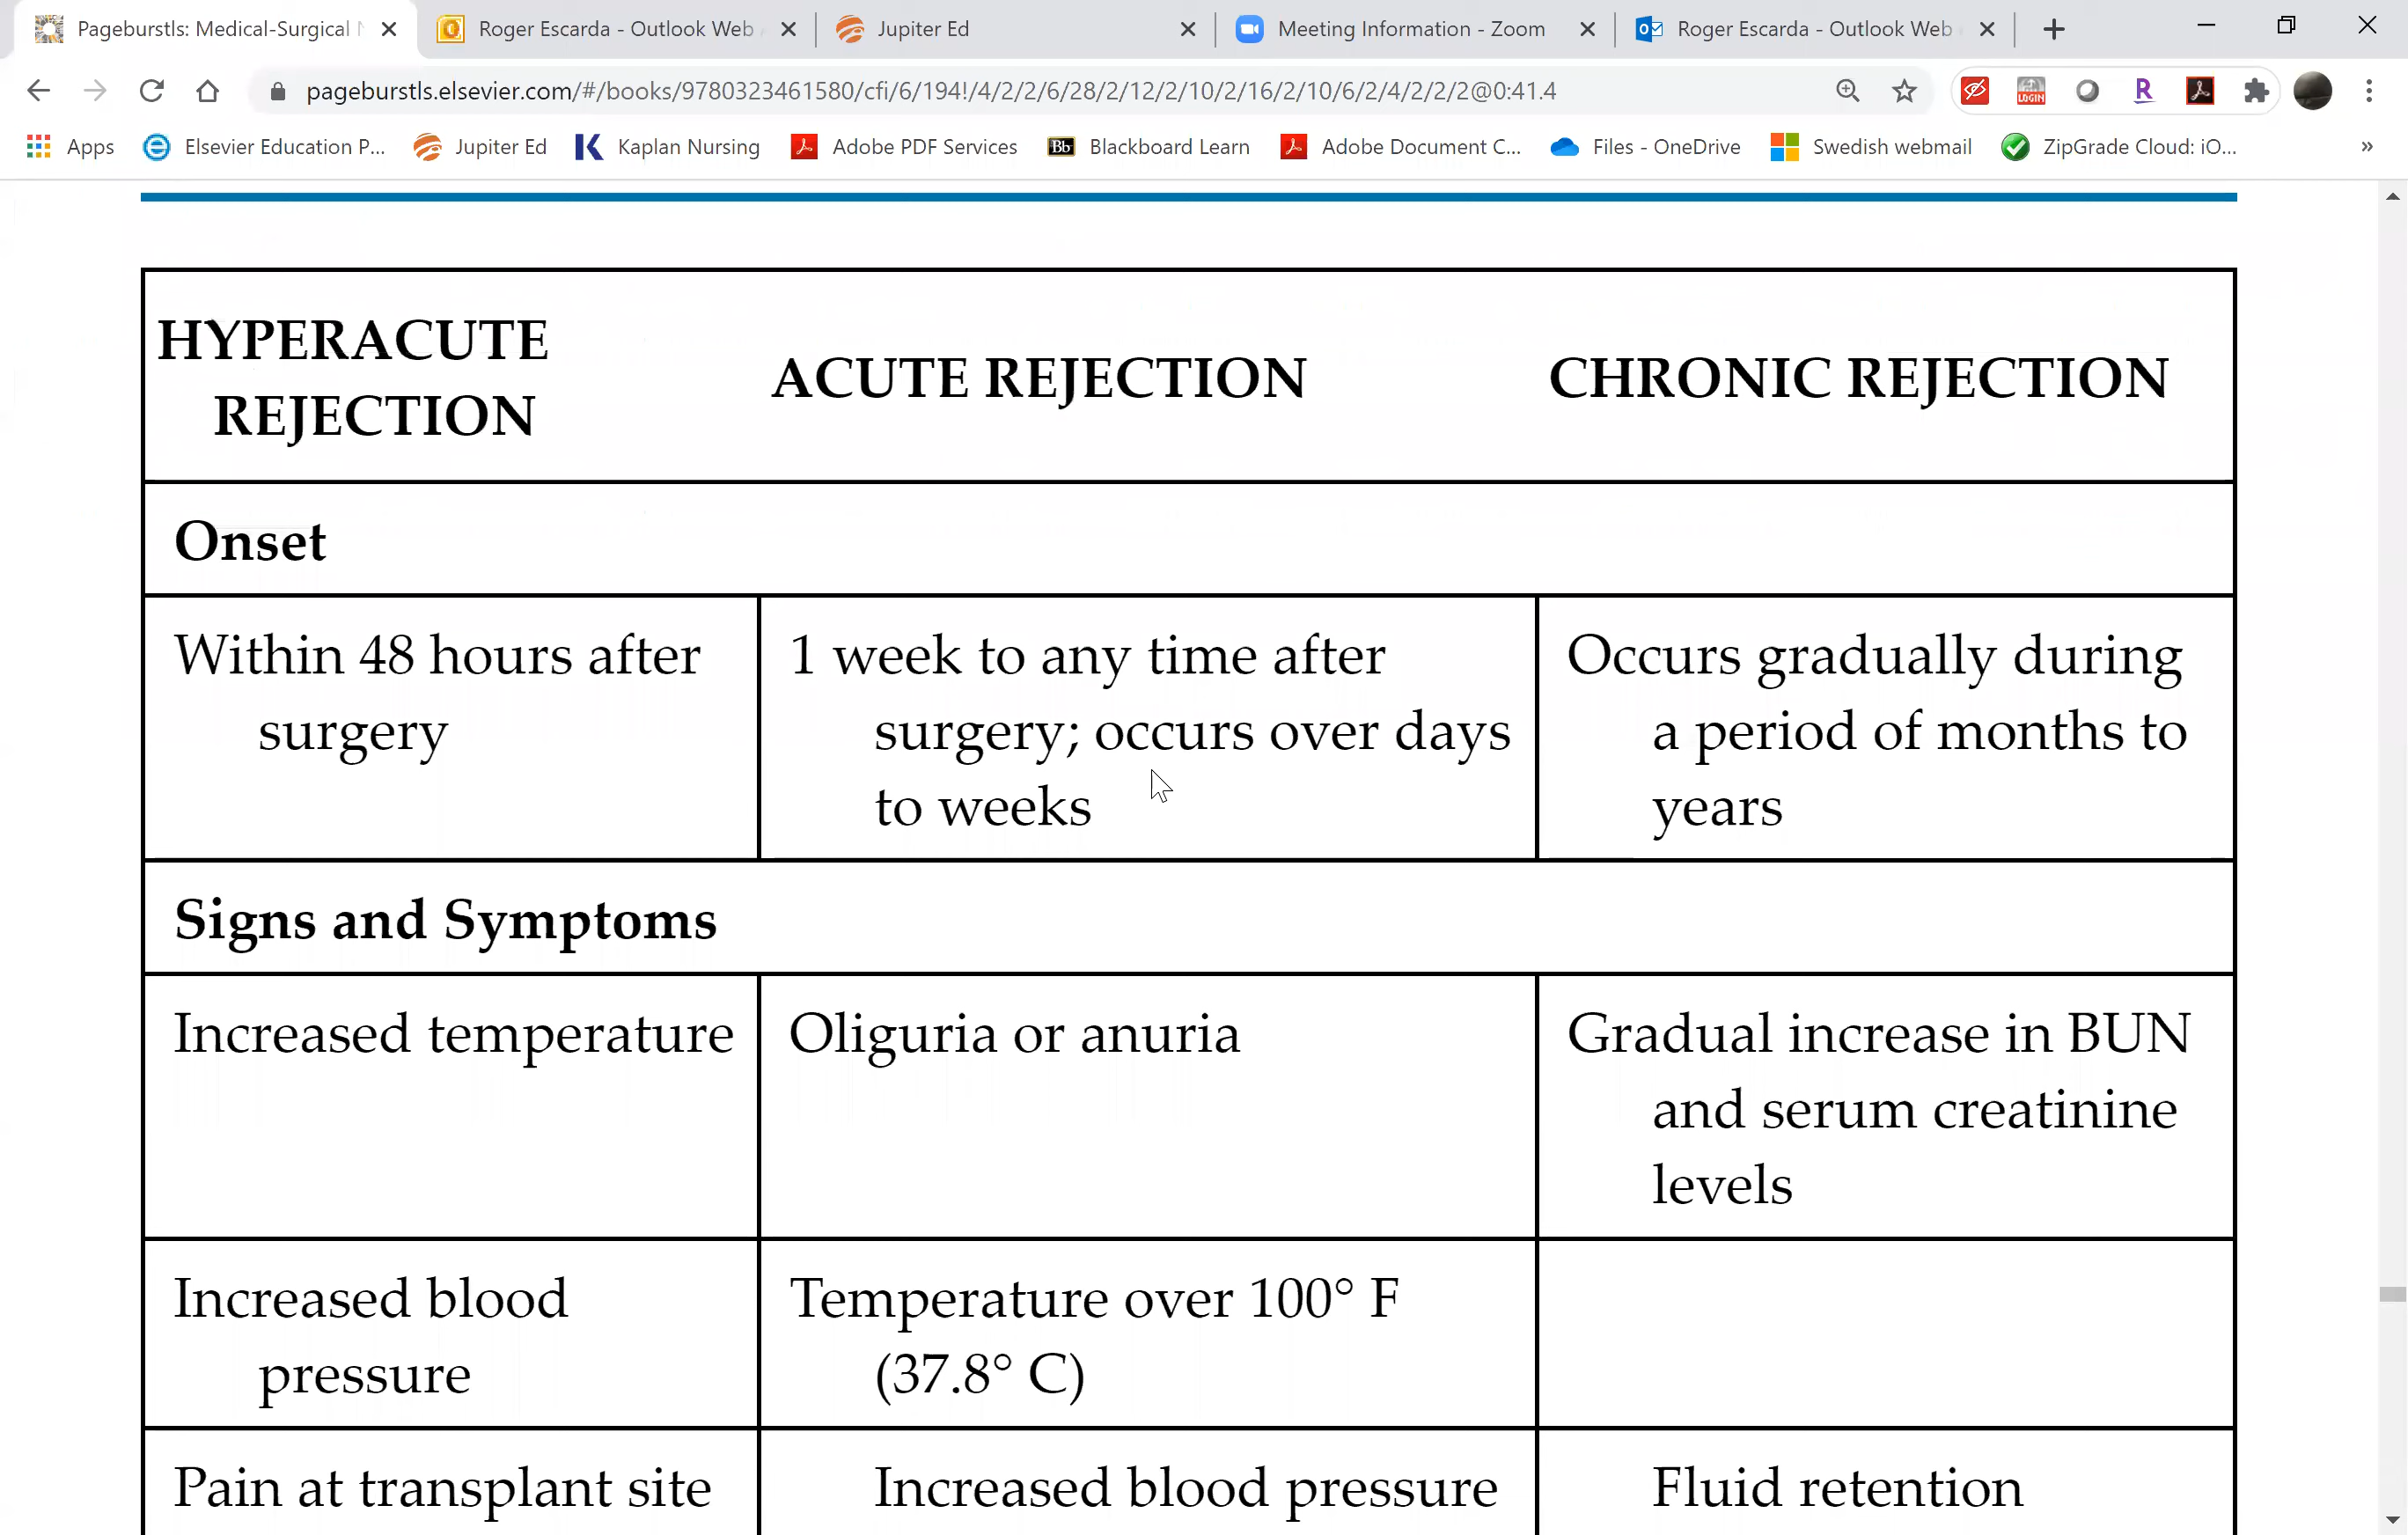 Pageburstls: Medical-Surgical
Roger Escarda - Outlook Web
Jupiter Ed
Meeting Information - Zoom
Roger Escarda - Outlook Web
pageburstls.elsevier.com/#/books/9780323461580/cfi/6/194!/4/2/2/6/28/2/12/2/10/2/16/2/10/6/2/4/2/2/2@0:41.4
LOGIN
R
Apps
Elsevier Education P...
Jupiter Ed
Kaplan Nursing
Adobe PDF Services
Bb
Blackboard Learn
Adobe Document C...
Files - OneDrive
Swedish webmail
ZipGrade Cloud: iO...
»
HYPERACUTE
REJECTION
ACUTE REJECTION
CHRONIC REJECTION
Onset
Within 48 hours after
surgery
1 week to any time after
surgery; occurs over days
to weeks
Occurs gradually during
a period of months to
years
Signs and Symptoms
Increased temperature
Oliguria or anuria
Gradual increase in BUN
and serum creatinine
levels
Increased blood
pressure
Temperature over 100° F
(37.8° C)
Pain at transplant site
Increased blood pressure
Fluid retention